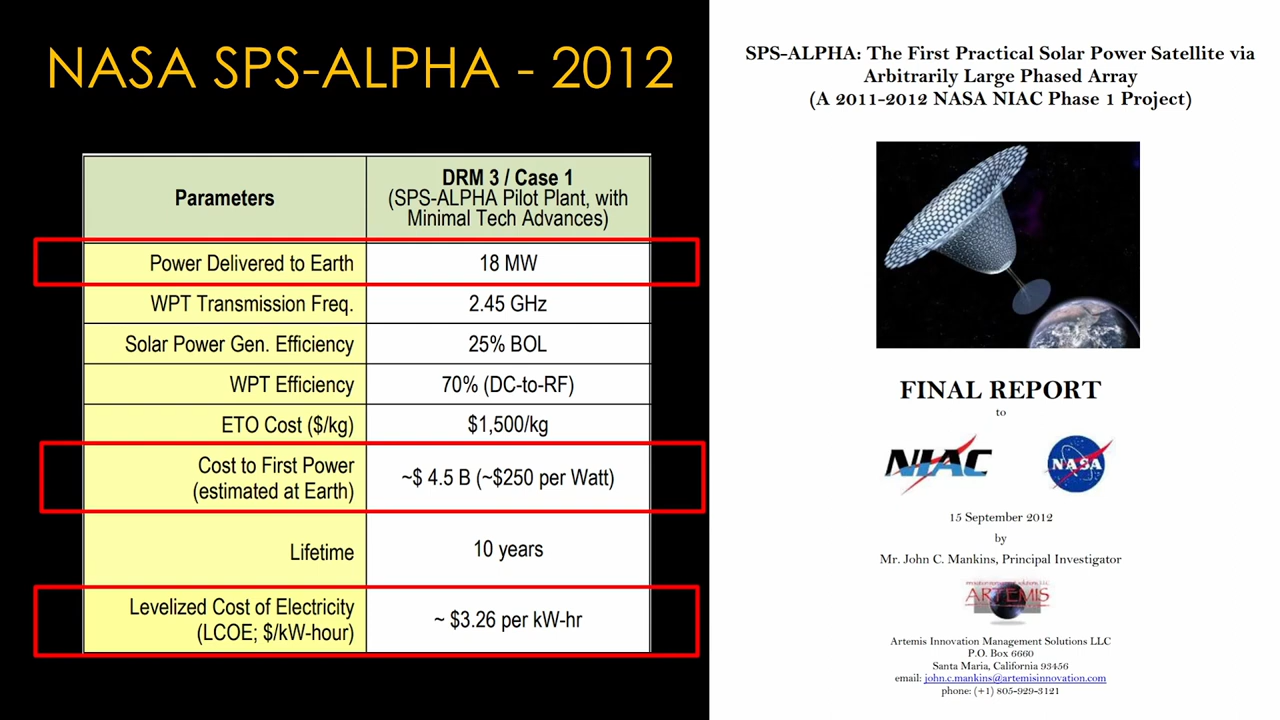 NASA SPS-ALPHA - 2012
Parameters
DRM 3 / Case 1
(SPS-ALPHA Pilot Plant, with
Minimal Tech Advances)
Power Delivered to Earth
18 MW
WPT Transmission Freq.
2.45 GHz
Solar Power Gen. Efficiency
25% BOL
WPT Efficiency
70% (DC-to-RF)
ETO Cost ($/kg)
$1,500/kg
Cost to First Power
(estimated at Earth)
~$ 4.5 B (~$250 per Watt)
Lifetime
10 years
Levelized Cost of Electricity
(LCOE; $/kW-hour)
~ $3.26 per kW-hr
SPS-ALPHA: The First Practical Solar Power Satellite via
Arbitrarily Large Phased Array
(A 2011-2012 NASA NIAC Phase 1 Project)
FINAL REPORT
to
NIAC
NASA
15 September 2012
by
Mr. John C. Mankins, Principal Investigator
ARTEMIS
Artemis Innovation Management Solutions LLC
P.O. Box 6660
Santa Maria, California 93456
email: john.c.mankins@artemisinnovation.com
phone: (+1) 805-929-3121